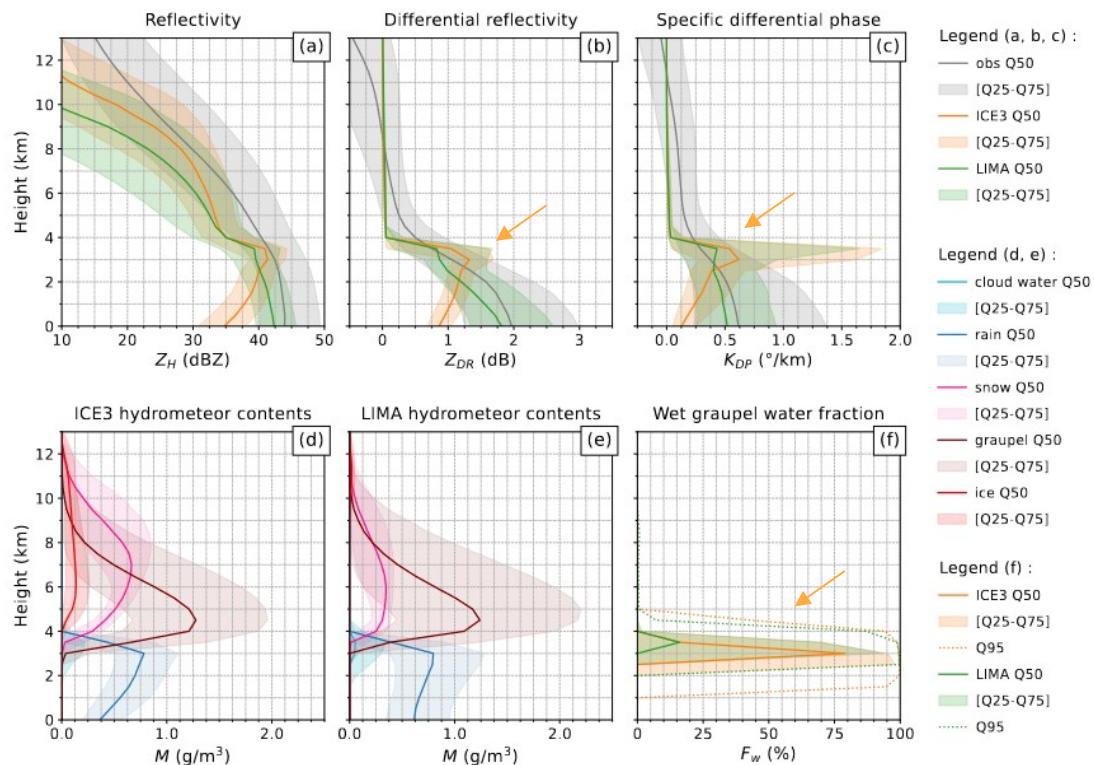 Reflectivity
Differential reflectivity
Specific differential phase
(a)
(b)
(c)
Legend (a, b, c) :
obs Q50
[Q25-Q75]
ICE3 Q50
[Q25-Q75]
LIMA Q50
[Q25-Q75]
Height (km)
12
10
8
6
4
2
0
10 20 30 40 50
0 1 2 3
0.0 0.5 1.0 1.5 2.0
Z_H (dBZ)
Z_DR (dB)
K_DP (°/km)
Legend (d, e) :
cloud water Q50
[Q25-Q75]
rain Q50
[Q25-Q75]
snow Q50
[Q25-Q75]
graupel Q50
[Q25-Q75]
ice Q50
[Q25-Q75]
ICE3 hydrometeor contents
LIMA hydrometeor contents
Wet graupel water fraction
(d)
(e)
(f)
Height (km)
12
10
8
6
4
2
0
0.0 1.0 2.0
0.0 1.0 2.0
0 25 50 75 100
M (g/m³)
M (g/m³)
F_w (%)
Legend (f) :
ICE3 Q50
[Q25-Q75]
Q95
LIMA Q50
[Q25-Q75]
Q95